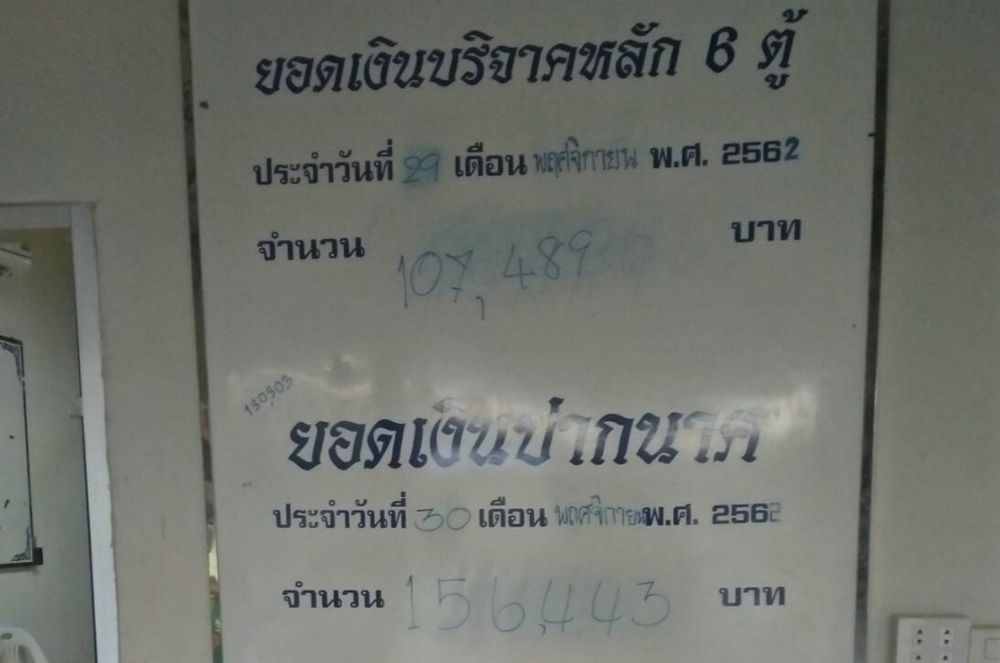 ยอดเงินบริจาคหลัก 6 ตู้
ประจำวันที่ 29 เดือน พฤศจิกายน พ.ศ. 2562
จำนวน 107,489 บาท
130903
ยอดเงินปากนาค
ประจำวันที่ 30 เดือน พฤศจิกายน พ.ศ. 2562
จำนวน 156,443 บาท